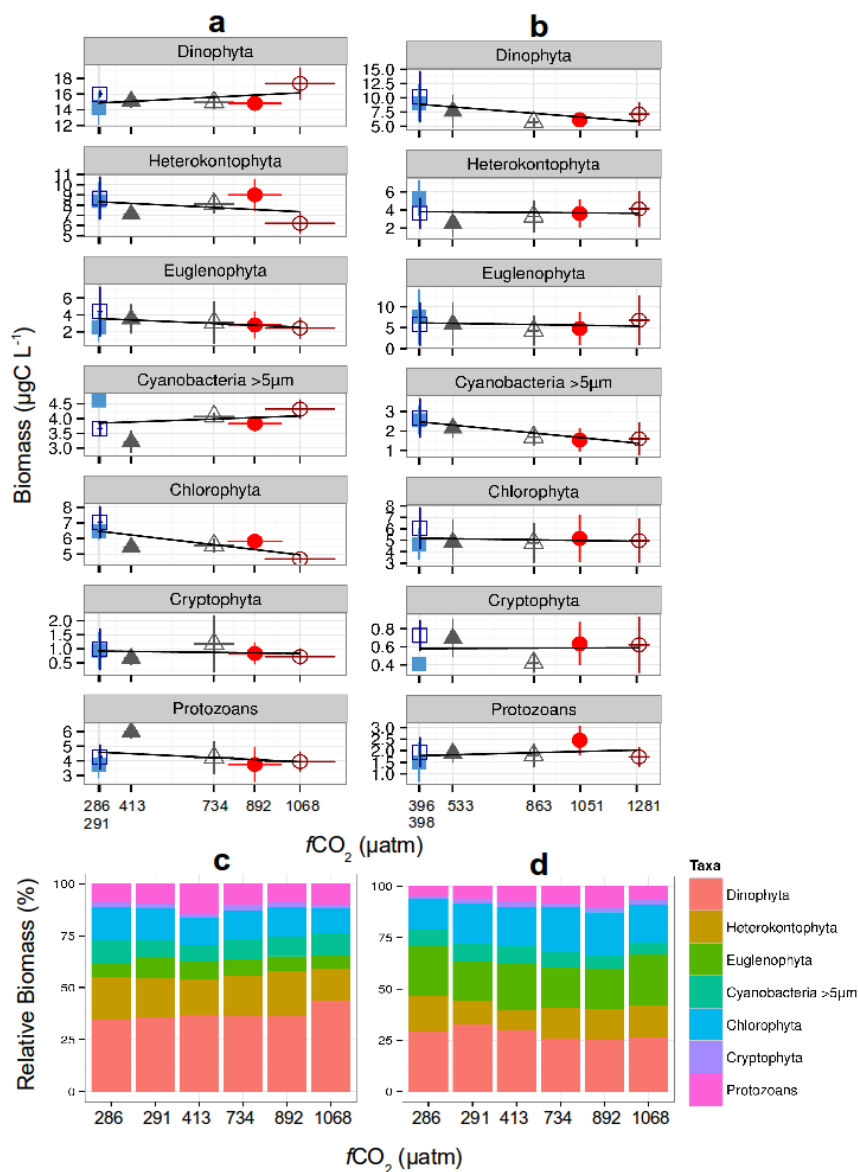 a
b
Dinophyta
16
14
12
Dinophyta
15.0
12.5
10.0
7.5
5.0
Heterokontophyta
11
10
9
8
7
6
5
Heterokontophyta
6
4
2
Euglenophyta
6
4
2
Euglenophyta
10
5
0
Cyanobacteria >5μm
4.5
4.0
3.5
3.0
Cyanobacteria >5μm
3
2
1
Chlorophyta
8
7
6
5
Chlorophyta
8
7
6
5
4
3
Cryptophyta
2.0
1.5
1.0
0.5
Cryptophyta
0.8
0.6
0.4
Protozoans
6
5
4
3
Protozoans
3.0
2.5
2.0
1.5
1.0
Biomass (μgC L⁻¹)
286 413 734 892 1068
291
396 533 863 1051 1281
398
fCO₂ (μatm)
fCO₂ (μatm)
c
d
Relative Biomass (%)
100
75
50
25
0
100
75
50
25
0
286 291 413 734 892 1068
286 291 413 734 892 1068
fCO₂ (μatm)
Taxa
Dinophyta
Heterokontophyta
Euglenophyta
Cyanobacteria >5μm
Chlorophyta
Cryptophyta
Protozoans